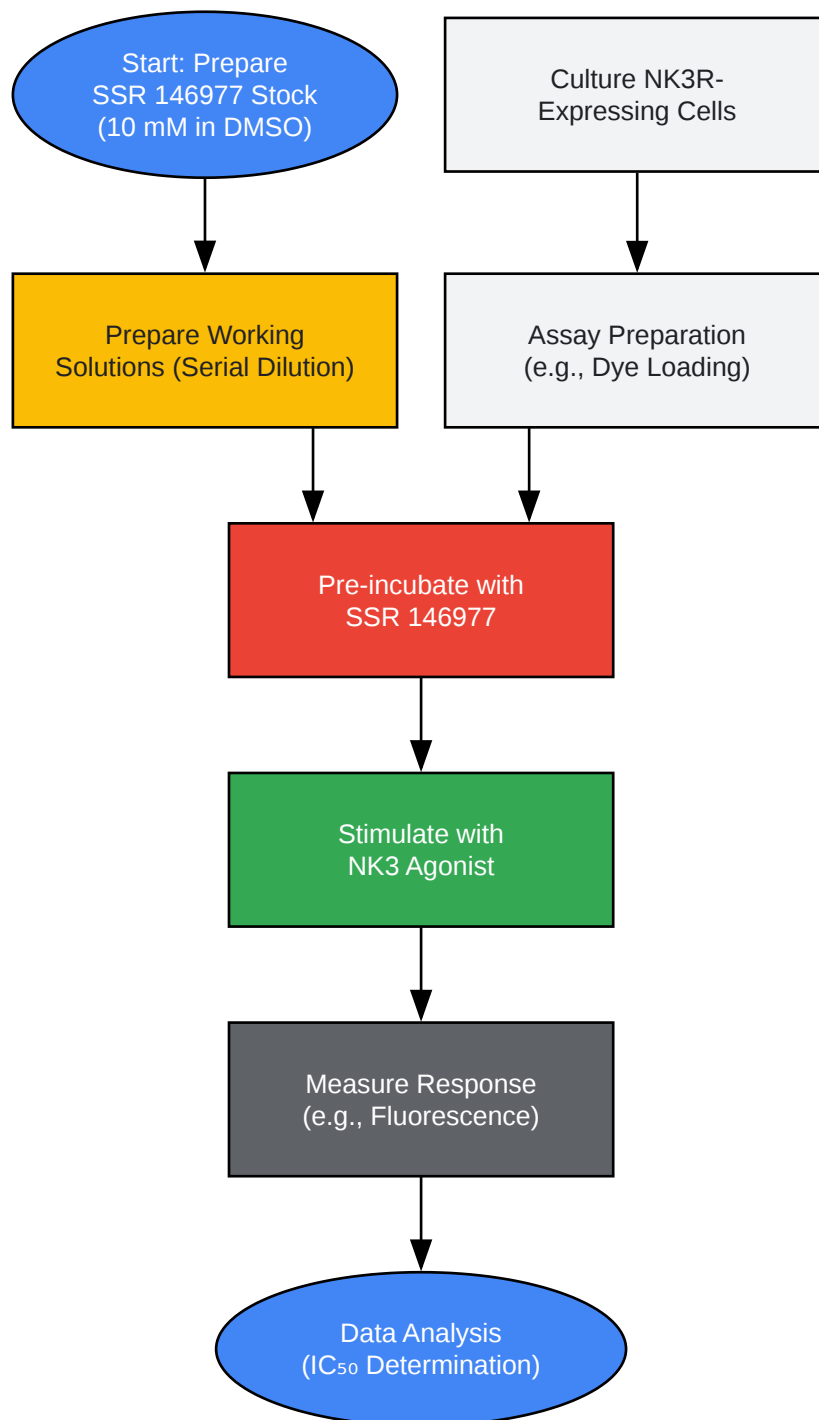 Start: Prepare
SSR 146977 Stock
(10 mM in DMSO)
Culture NK3R-
Expressing Cells
Prepare Working
Solutions (Serial Dilution)
Assay Preparation
(e.g., Dye Loading)
Pre-incubate with
SSR 146977
Stimulate with
NK3 Agonist
Measure Response
(e.g., Fluorescence)
Data Analysis
(IC₅₀ Determination)